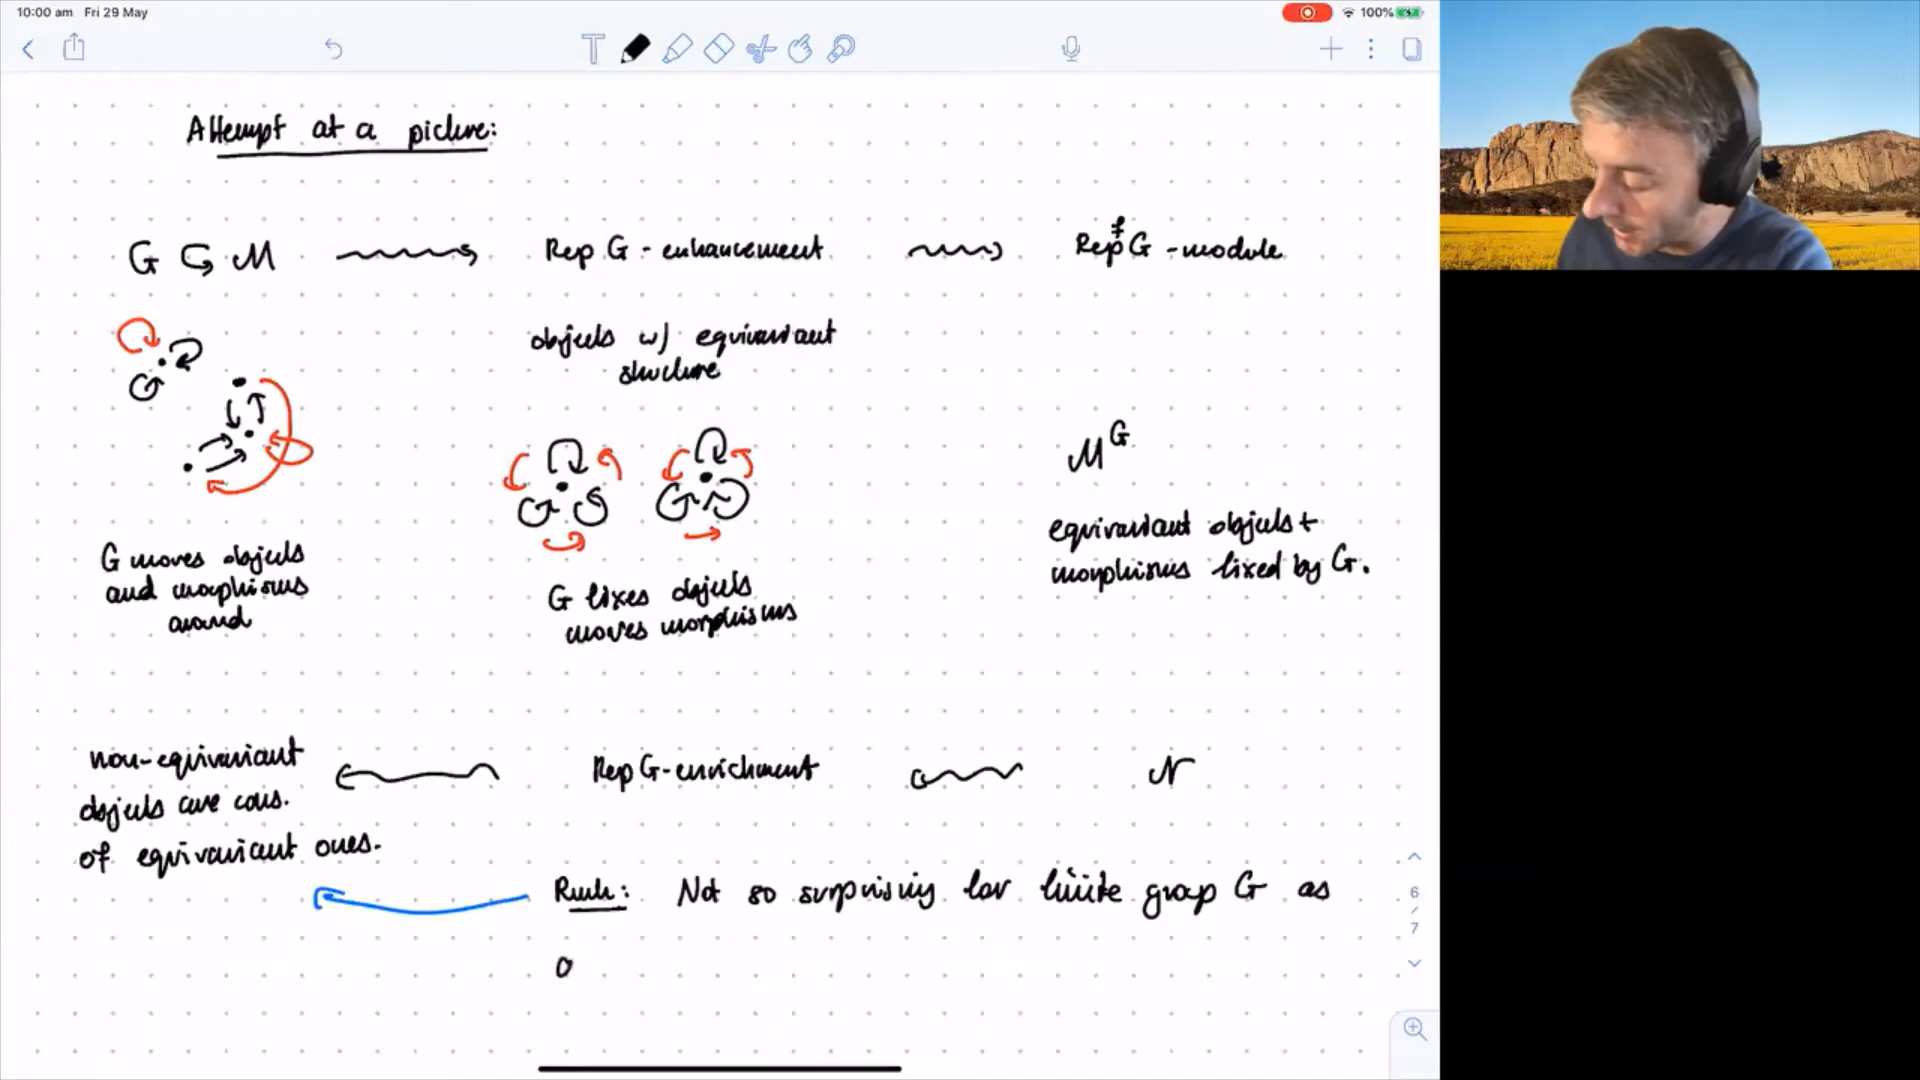 10:00 am Fri 29 May
100%
Attempt at a picture:
G ↪ M ⟿ Rep G - enhancement ⟿ Rep^f G - module
objects w/ equivariant
structure
M^G
equivariant objects +
morphisms fixed by G.
G moves objects
and morphisms
around
G fixes objects
moves morphisms
non-equivariant
objects are cons.
of equivariant ones.
Rep G-enrichment
N
Rmk: Not so surprising for finite group G as
6
/
7